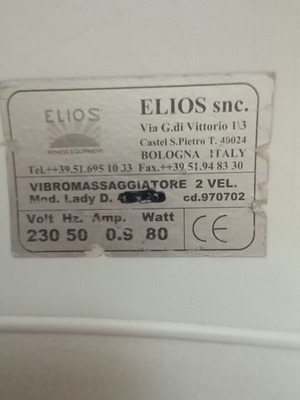 ELIOS
FITNESS EQUIPMENT
ELIOS snc.
Via G.di Vittorio 1\3
Castel S.Pietro T. 40024
BOLOGNA ITALY
Tel.++39.51.695 10 33 Fax.++39.51.94 83 30
VIBROMASSAGGIATORE 2 VEL.
Mod. Lady D. cd.970702
Volt Hz. Amp. Watt
230 50 0.9 80 CE